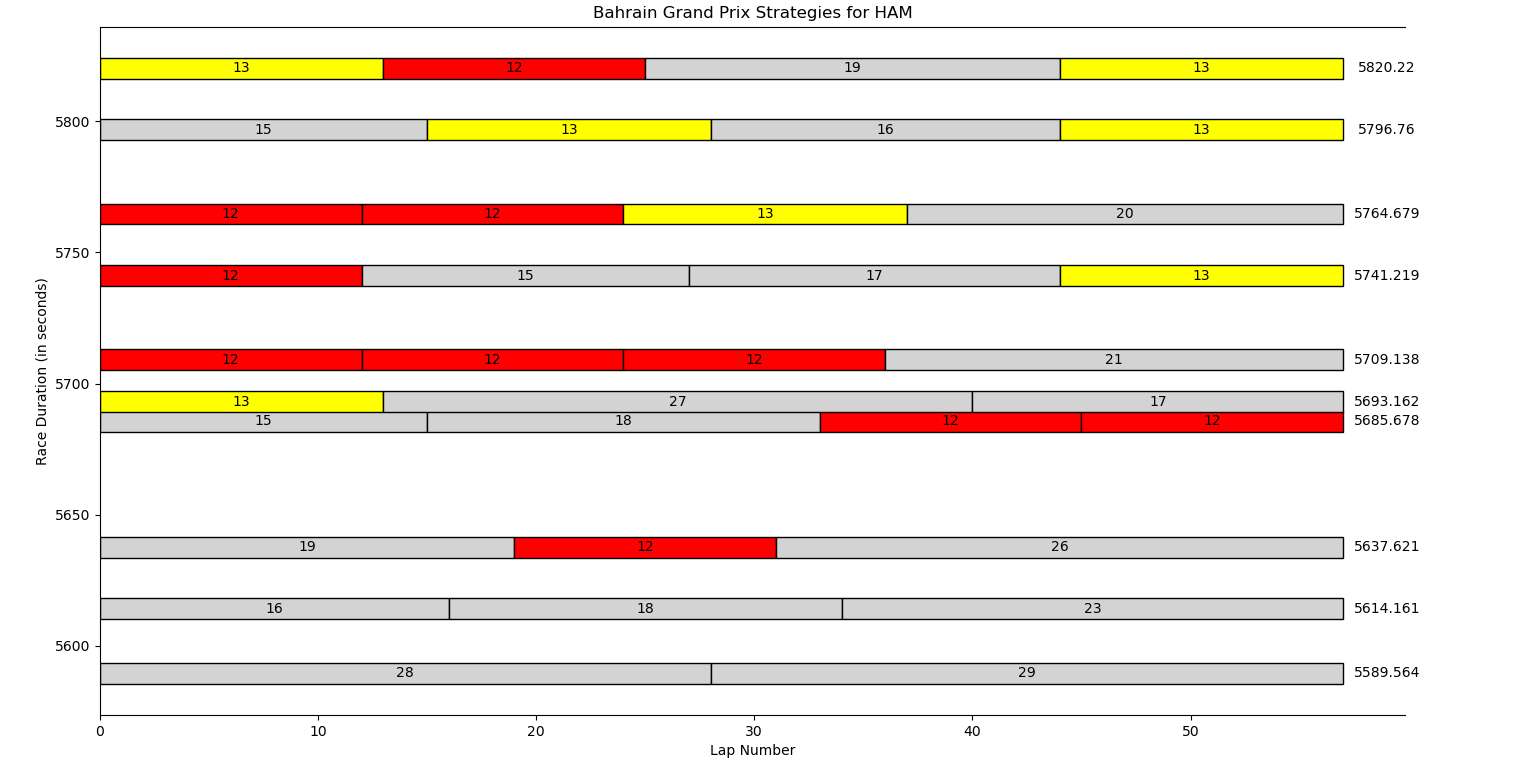 Bahrain Grand Prix Strategies for HAM
13 12 19 13 5820.22
5800
15 13 16 13 5796.76
12 12 13 20 5764.679
5750
12 15 17 13 5741.219
12 12 12 21 5709.138
5700
13 27 17 5693.162
15 18 12 12 5685.678
Race Duration (in seconds)
5650
19 12 26 5637.621
16 18 23 5614.161
5600
28 29 5589.564
0 10 20 30 40 50
Lap Number